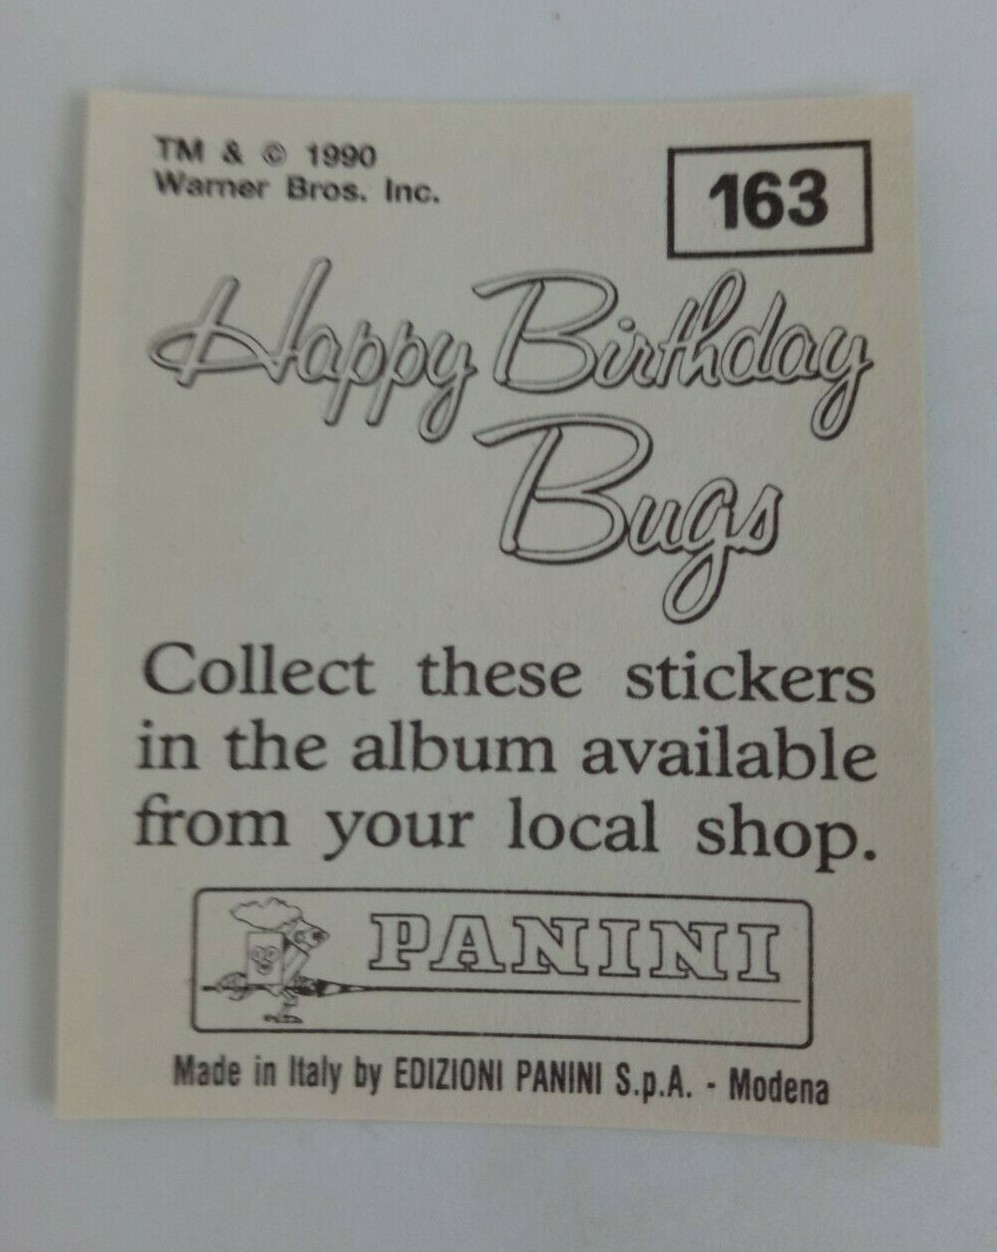 TM & © 1990
Warner Bros. Inc.
163
Happy Birthday
Bugs
Collect these stickers
in the album available
from your local shop.
PANINI
Made in Italy by EDIZIONI PANINI S.p.A. - Modena